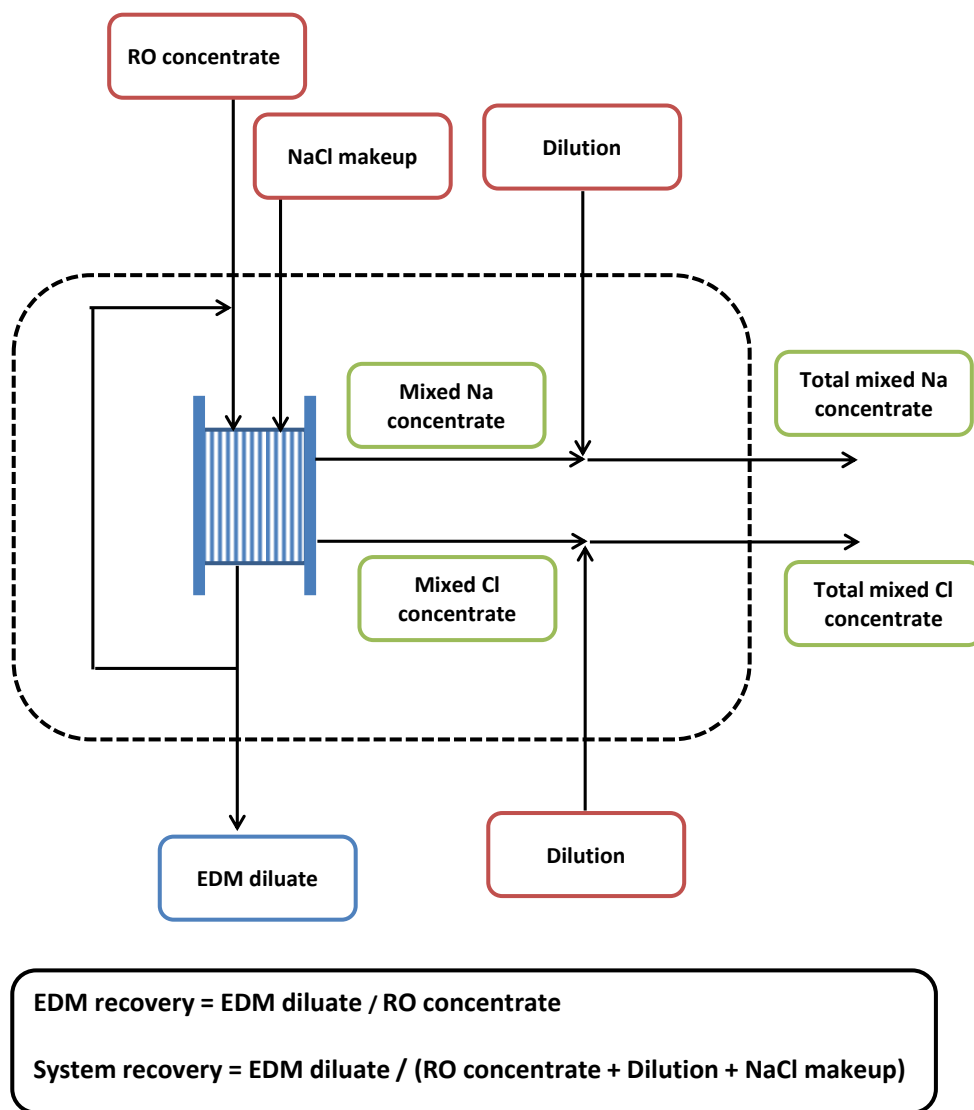 RO concentrate
NaCl makeup
Dilution
Mixed Na
concentrate
Total mixed Na
concentrate
Mixed Cl
concentrate
Total mixed Cl
concentrate
EDM diluate
Dilution
EDM recovery = EDM diluate / RO concentrate
System recovery = EDM diluate / (RO concentrate + Dilution + NaCl makeup)